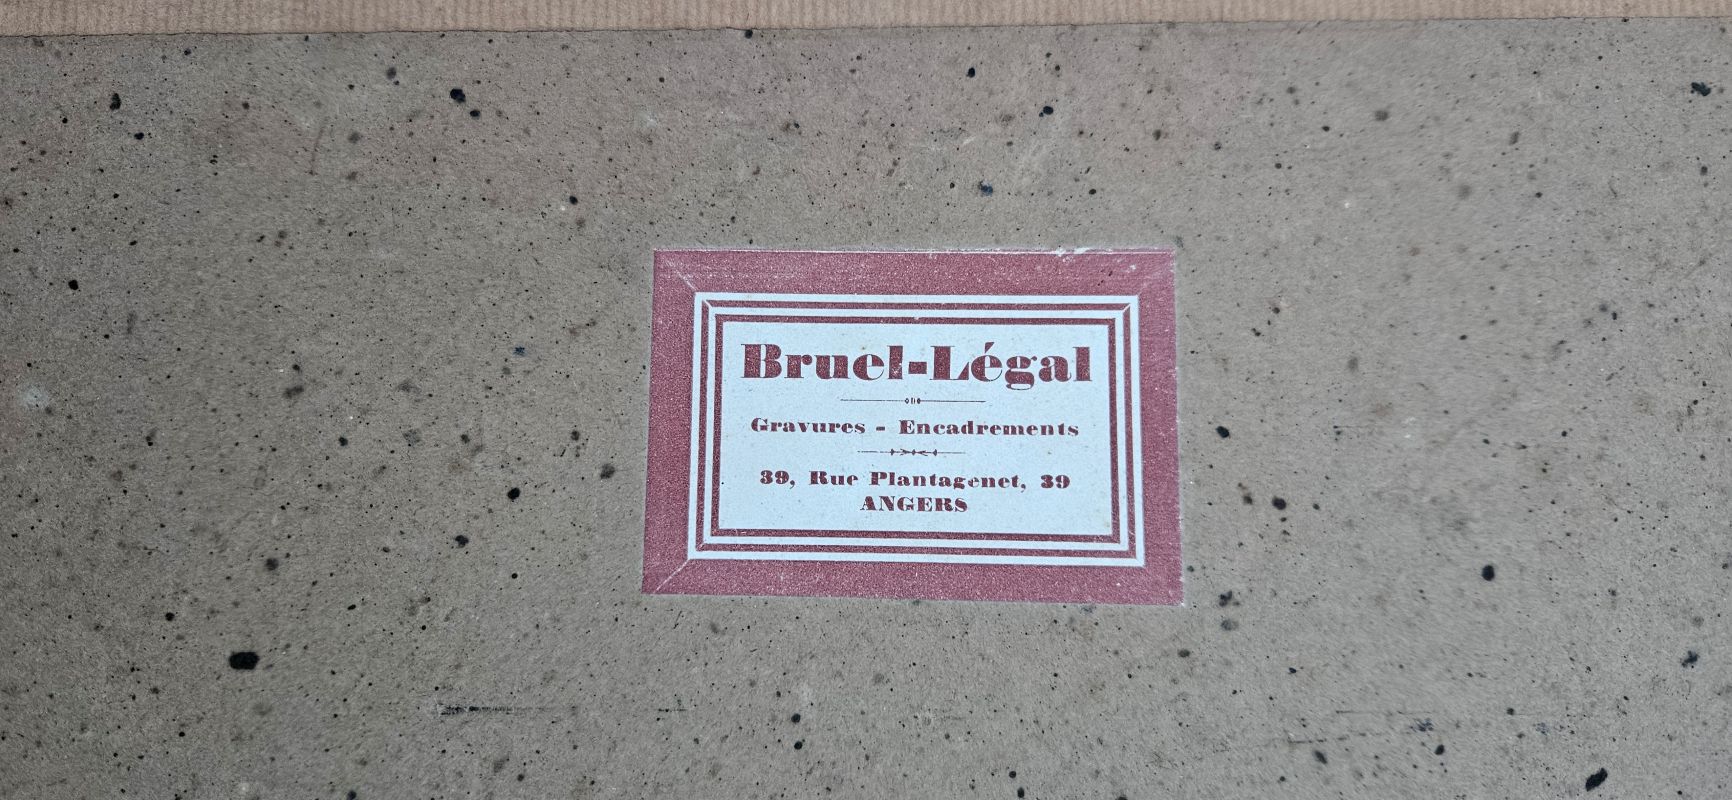 Bruel-Légal
Gravures - Encadrements
39, Rue Plantagenet, 39
ANGERS